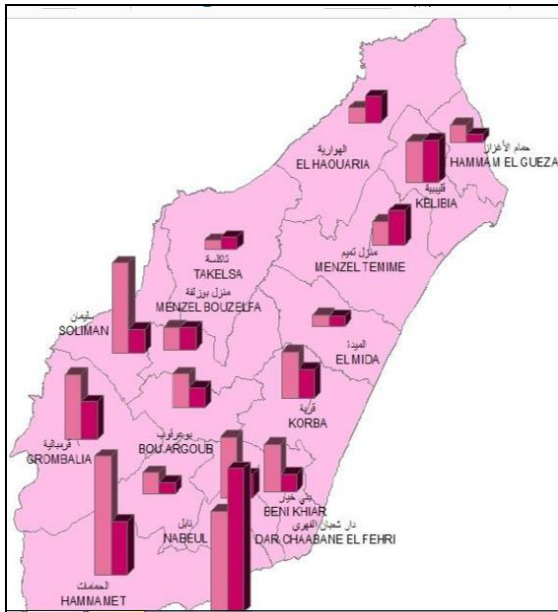 الهوارية
EL HAOUARIA
حمام الأغزاز
HAMMAM EL GUEZA
قليبية
KELIBIA
منزل تميم
MENZEL TEMIME
تاكلسة
TAKELSA
منزل بوزلفة
MENZEL BOUZELFA
سليمان
SOLIMAN
الميدة
EL MIDA
قربة
KORBA
قرمبالية
GROMBALIA
بوعرقوب
BOU ARGOUB
بني خيار
BENI KHIAR
نابل
NABEUL
دار شعبان الفهري
DAR CHAABANE EL FEHRI
الحمامات
HAMMAMET